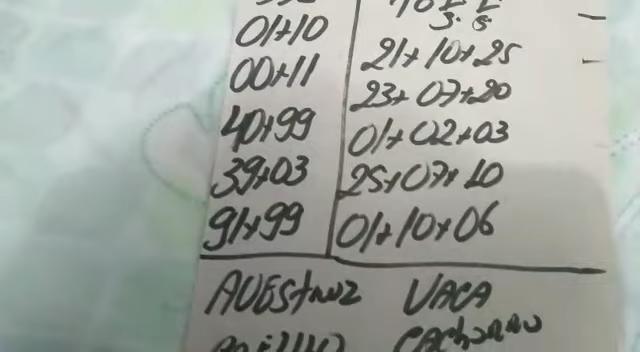 01+10 21+10+25
00+11 23+07+20
40+99 01+02+03
39+03 25+07+10
91+99 01+10+06
AVEStRUZ VACA
CAChORRO